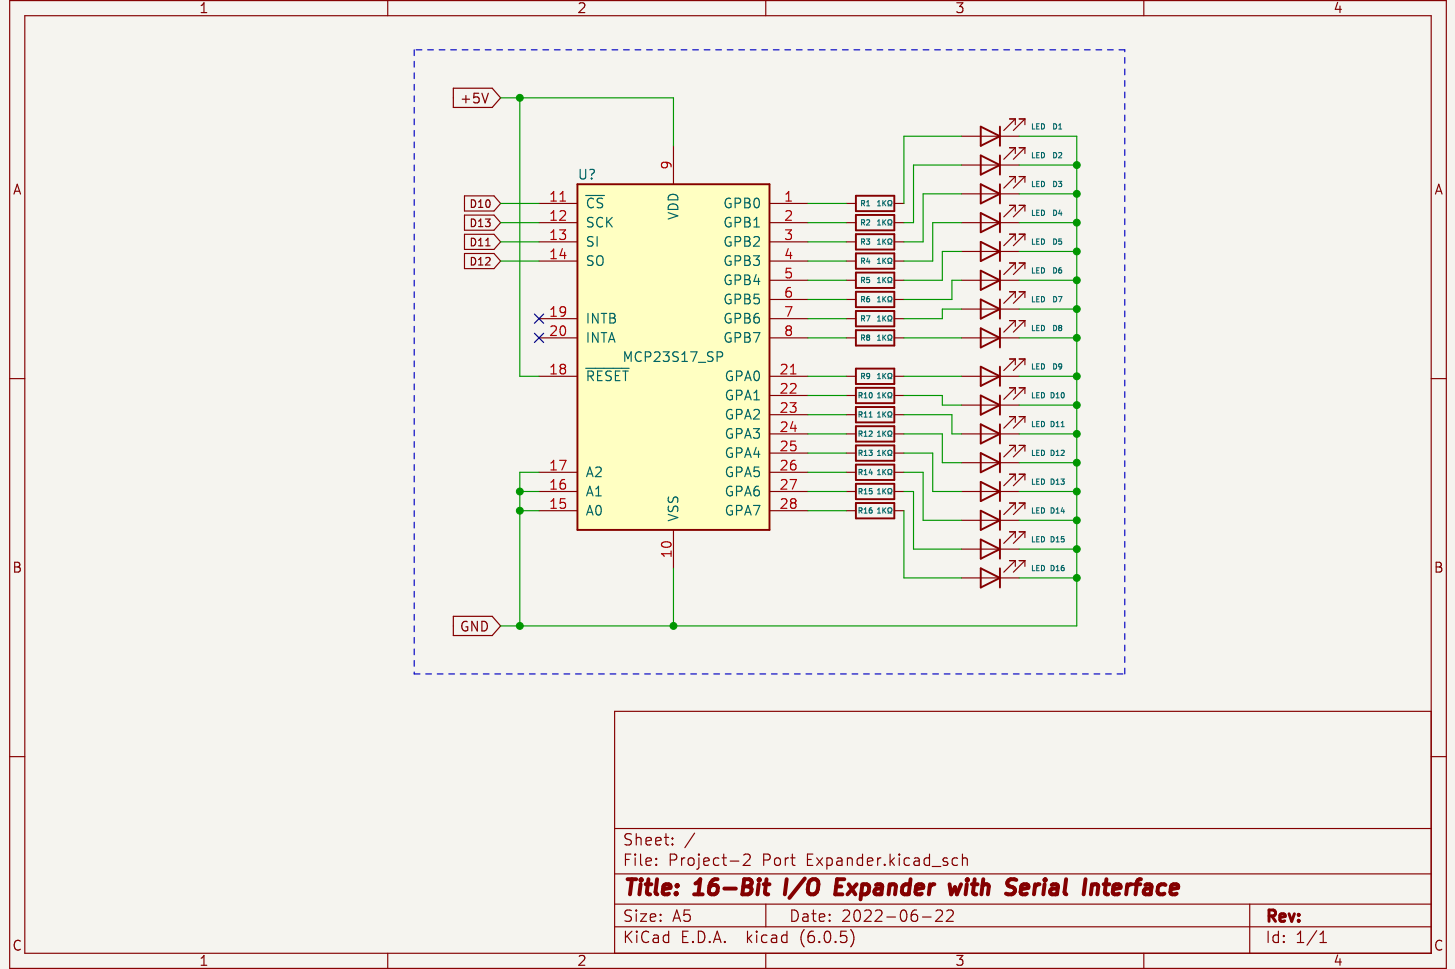 1 2 3 4
+5V
LED D1
LED D2
A A
9
U?
LED D3
D10 11 CS VDD GPB0 1 R1 1KΩ
LED D4
D13 12 SCK GPB1 2 R2 1KΩ
D11 13 SI GPB2 3 R3 1KΩ LED D5
D12 14 SO GPB3 4 R4 1KΩ
LED D6
GPB4 5 R5 1KΩ
GPB5 6 R6 1KΩ LED D7
19 INTB GPB6 7 R7 1KΩ
LED D8
20 INTA GPB7 8 R8 1KΩ
MCP23S17_SP
LED D9
18 RESET GPA0 21 R9 1KΩ
GPA1 22 R10 1KΩ LED D10
GPA2 23 R11 1KΩ
LED D11
GPA3 24 R12 1KΩ
GPA4 25 R13 1KΩ LED D12
17 A2 GPA5 26 R14 1KΩ
LED D13
16 A1 GPA6 27 R15 1KΩ
15 A0 VSS GPA7 28 R16 1KΩ LED D14
LED D15
10
B LED D16 B
GND
Sheet: /
File: Project-2 Port Expander.kicad_sch
Title: 16-Bit I/O Expander with Serial Interface
Size: A5 Date: 2022-06-22 Rev:
KiCad E.D.A. kicad (6.0.5) Id: 1/1
C C
1 2 3 4